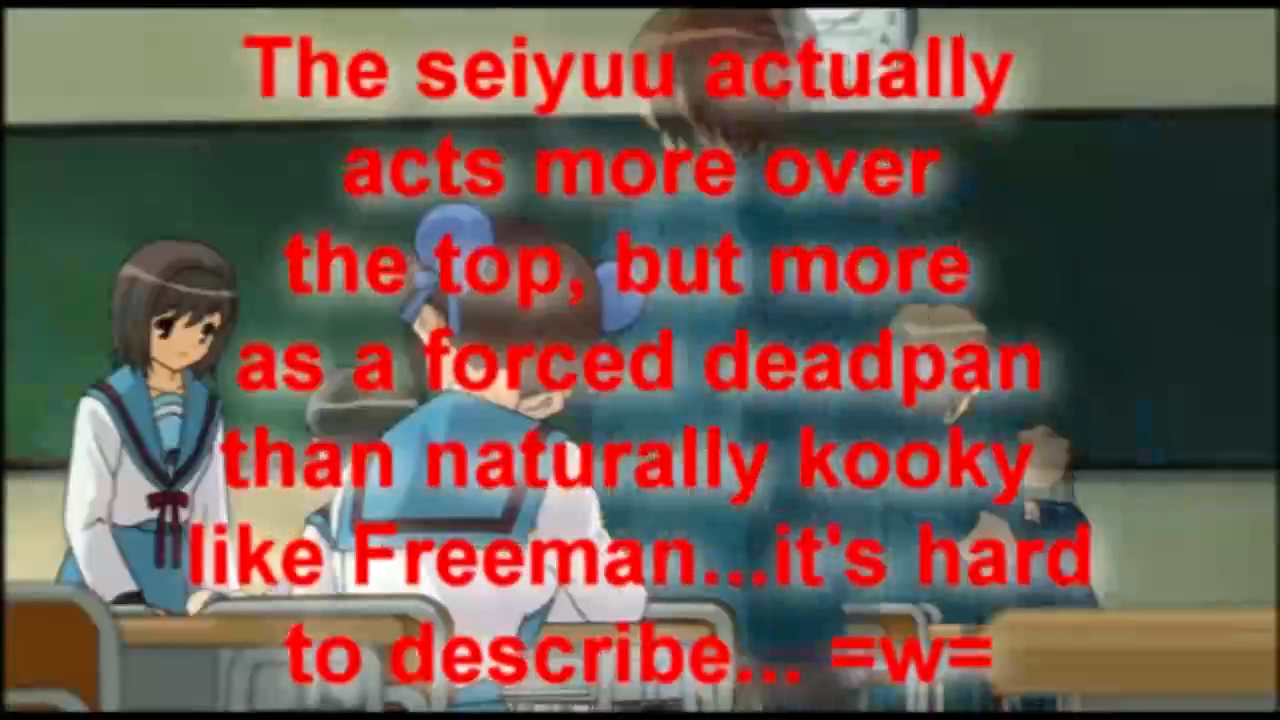 The seiyuu actually
acts more over
the top, but more
as a forced deadpan
than naturally kooky
like Freeman...it's hard
to describe... =w=